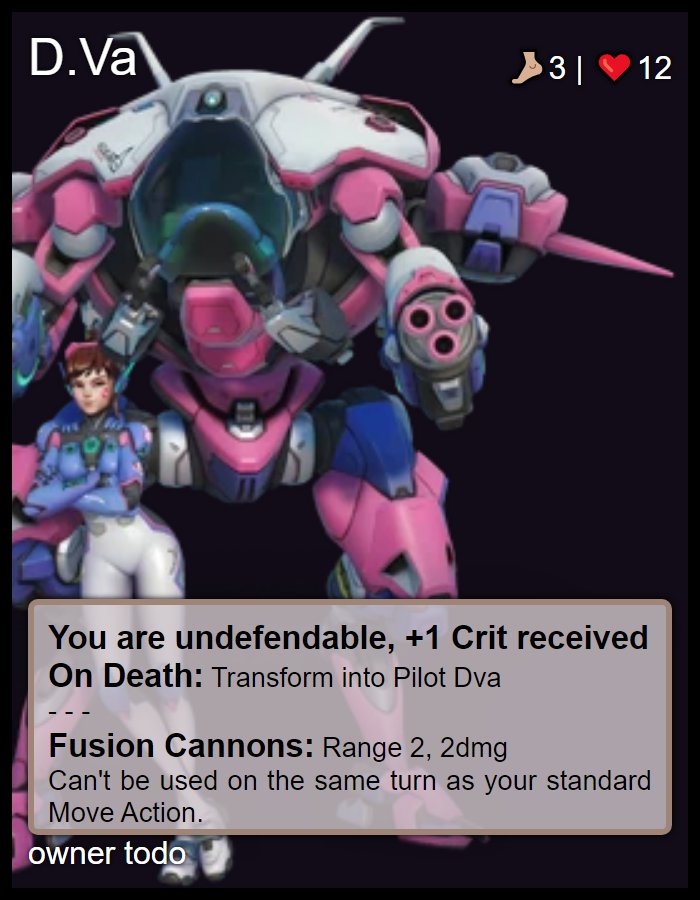 D.Va
🦶🏼3 | ❤️12
You are undefendable, +1 Crit received
On Death: Transform into Pilot Dva
- - -
Fusion Cannons: Range 2, 2dmg
Can't be used on the same turn as your standard
Move Action.
owner todo